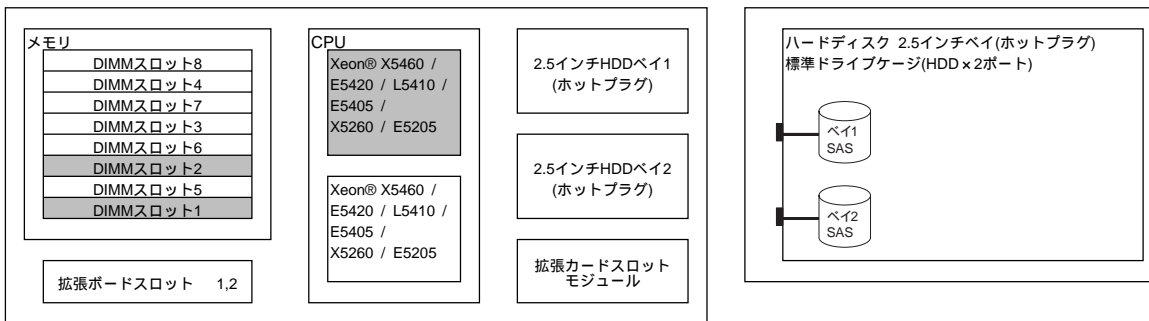 メモリ
DIMMスロット8
DIMMスロット4
DIMMスロット7
DIMMスロット3
DIMMスロット6
DIMMスロット2
DIMMスロット5
DIMMスロット1
拡張ボードスロット 1,2
CPU
Xeon® X5460 /
E5420 / L5410 /
E5405 /
X5260 / E5205
Xeon® X5460 /
E5420 / L5410 /
E5405 /
X5260 / E5205
2.5インチHDDベイ1
(ホットプラグ)
2.5インチHDDベイ2
(ホットプラグ)
拡張カードスロット
モジュール
ハードディスク 2.5インチベイ(ホットプラグ)
標準ドライブケージ(HDD×2ポート)
ベイ1
SAS
ベイ2
SAS